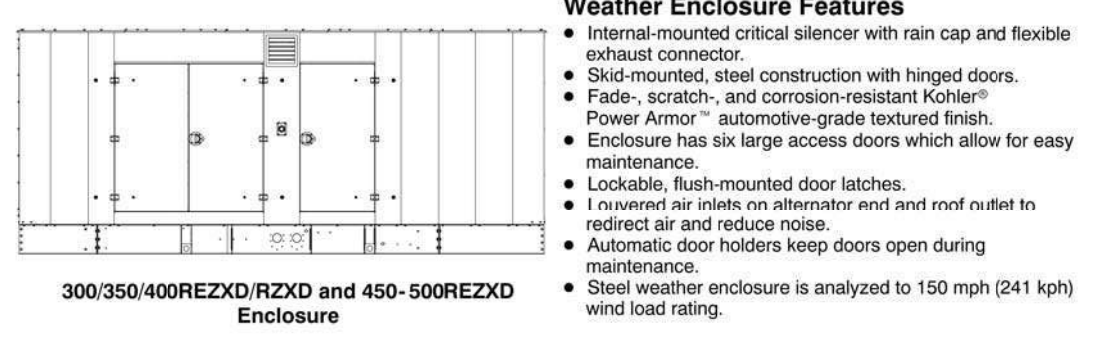 Weather Enclosure Features
● Internal-mounted critical silencer with rain cap and flexible
exhaust connector.
● Skid-mounted, steel construction with hinged doors.
● Fade-, scratch-, and corrosion-resistant Kohler®
Power Armor™ automotive-grade textured finish.
● Enclosure has six large access doors which allow for easy
maintenance.
● Lockable, flush-mounted door latches.
● Louvered air inlets on alternator end and roof outlet to
redirect air and reduce noise.
● Automatic door holders keep doors open during
maintenance.
● Steel weather enclosure is analyzed to 150 mph (241 kph)
wind load rating.
300/350/400REZXD/RZXD and 450-500REZXD
Enclosure